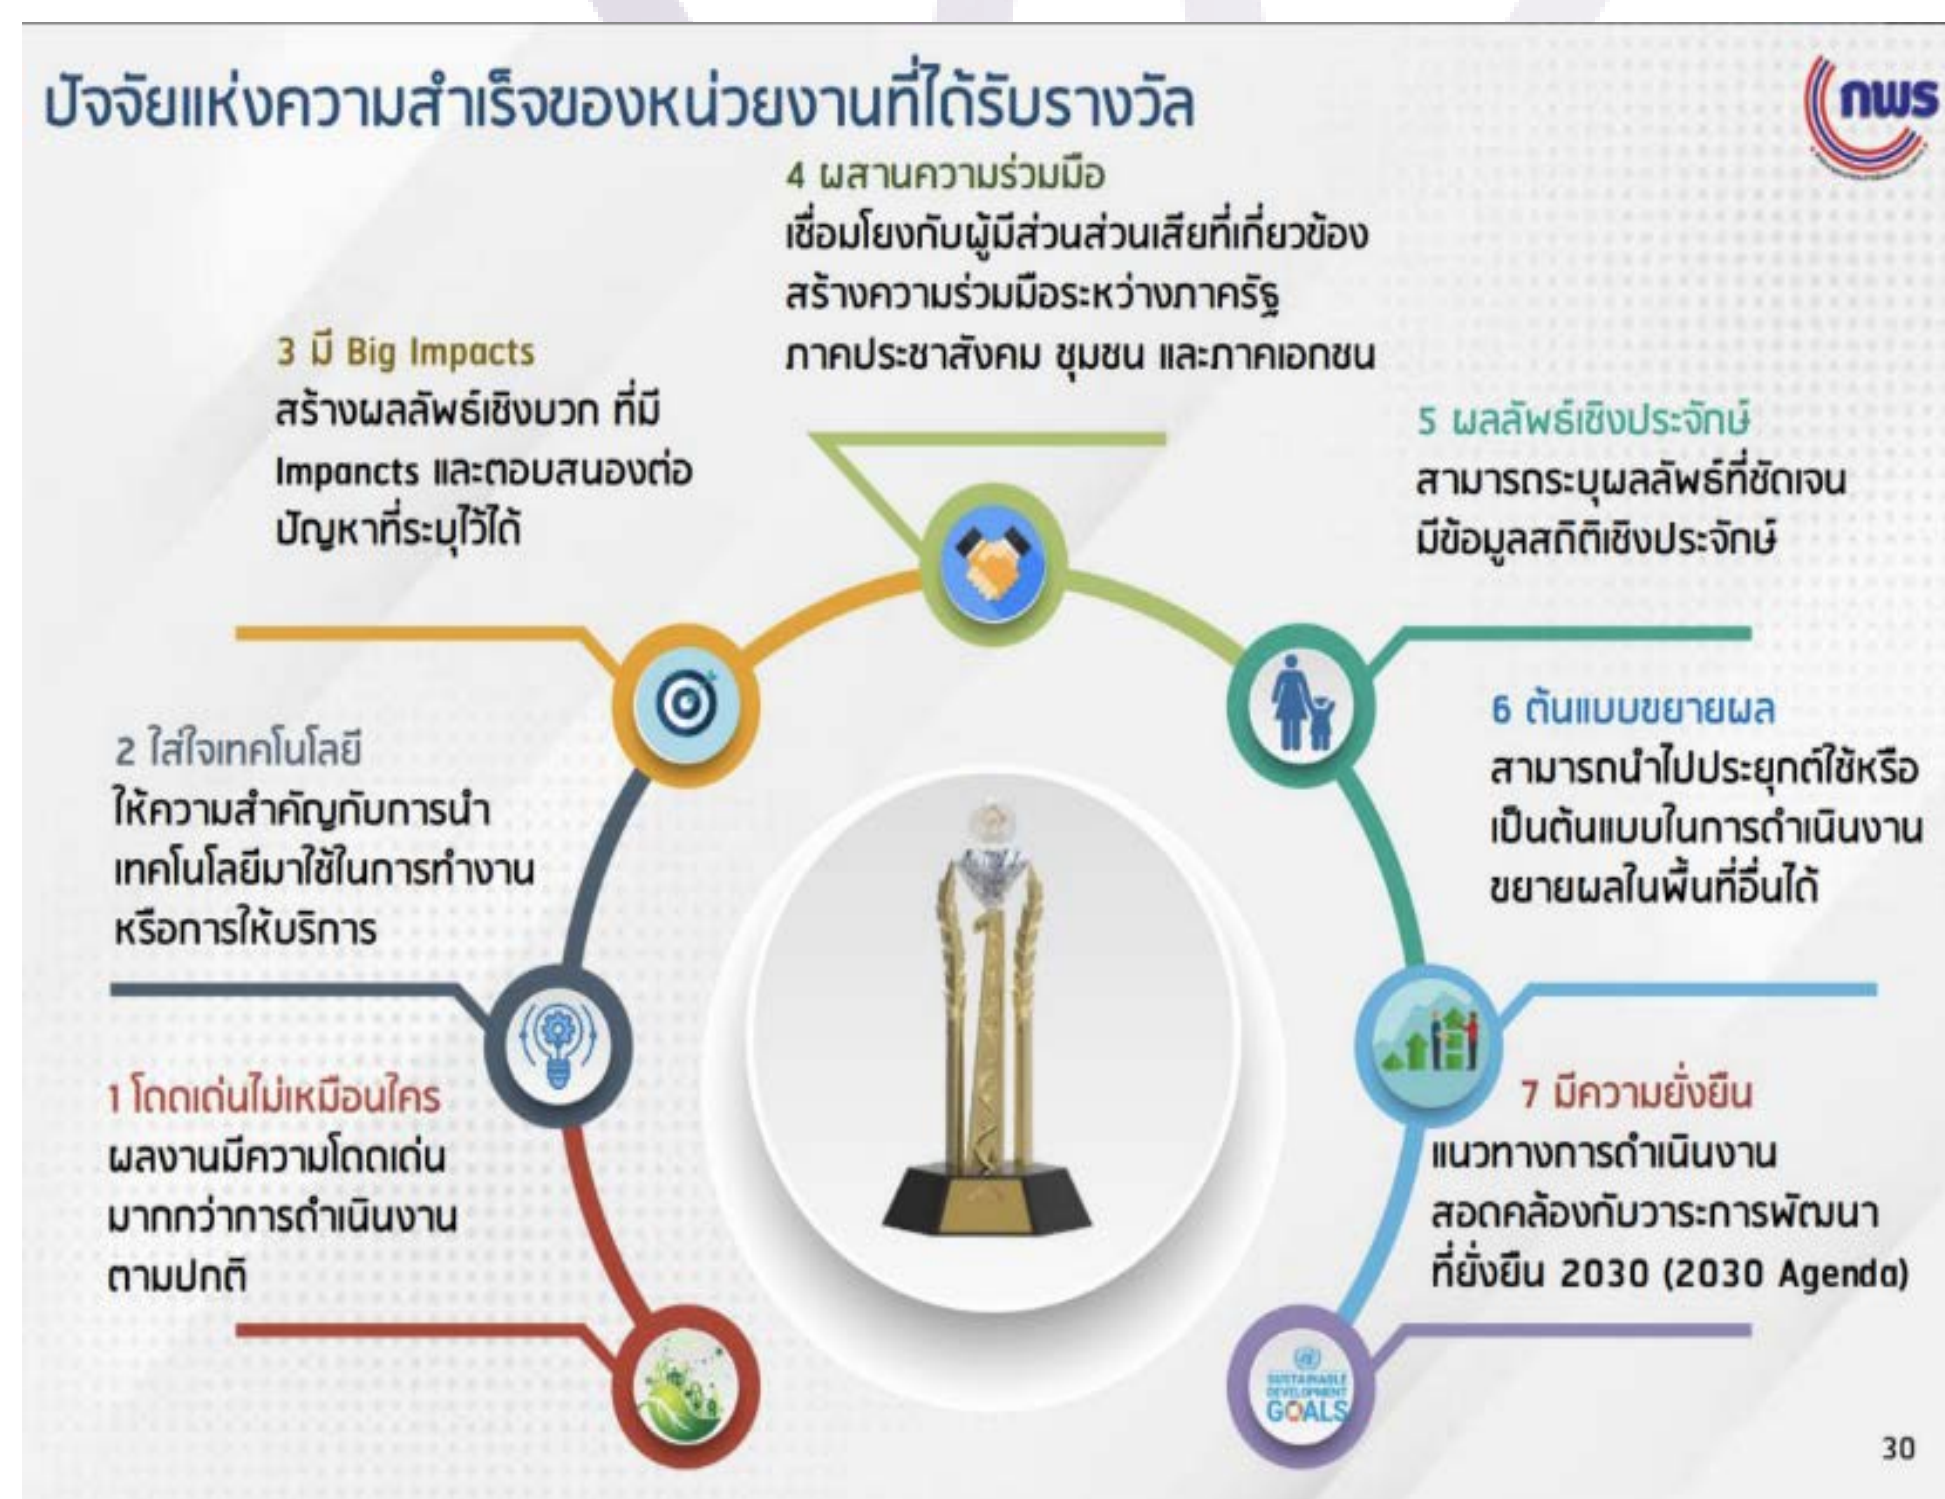 ปัจจัยแห่งความสำเร็จของหน่วยงานที่ได้รับรางวัล
กพร
1 โดดเด่นไม่เหมือนใคร
ผลงานมีความโดดเด่น
มากกว่าการดำเนินงาน
ตามปกติ
2 ใส่ใจเทคโนโลยี
ให้ความสำคัญกับการนำ
เทคโนโลยีมาใช้ในการทำงาน
หรือการให้บริการ
3 มี Big Impacts
สร้างผลลัพธ์เชิงบวก ที่มี
Impancts และตอบสนองต่อ
ปัญหาที่ระบุไว้ได้
4 ผสานความร่วมมือ
เชื่อมโยงกับผู้มีส่วนส่วนเสียที่เกี่ยวข้อง
สร้างความร่วมมือระหว่างภาครัฐ
ภาคประชาสังคม ชุมชน และภาคเอกชน
5 ผลลัพธ์เชิงประจักษ์
สามารถระบุผลลัพธ์ที่ชัดเจน
มีข้อมูลสถิติเชิงประจักษ์
6 ต้นแบบขยายผล
สามารถนำไปประยุกต์ใช้หรือ
เป็นต้นแบบในการดำเนินงาน
ขยายผลในพื้นที่อื่นได้
7 มีความยั่งยืน
แนวทางการดำเนินงาน
สอดคล้องกับวาระการพัฒนา
ที่ยั่งยืน 2030 (2030 Agenda)
SUSTAINABLE
DEVELOPMENT
GOALS
30